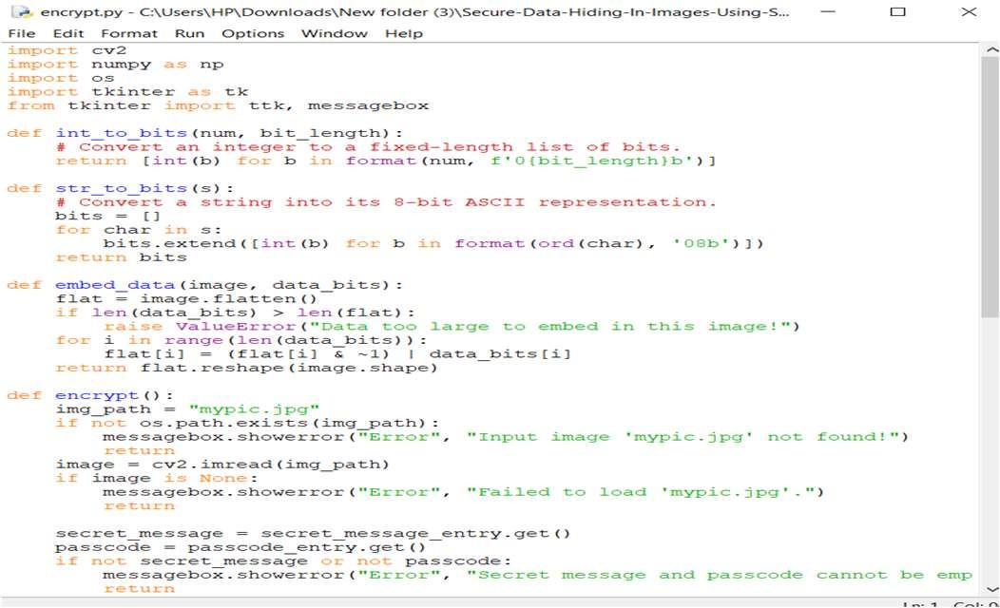 encrypt.py - C:\Users\HP\Downloads\New folder (3)\Secure-Data-Hiding-In-Images-Using-S...
File Edit Format Run Options Window Help
import cv2
import numpy as np
import os
import tkinter as tk
from tkinter import ttk, messagebox

def int_to_bits(num, bit_length):
    # Convert an integer to a fixed-length list of bits.
    return [int(b) for b in format(num, f'0{bit_length}b')]

def str_to_bits(s):
    # Convert a string into its 8-bit ASCII representation.
    bits = []
    for char in s:
        bits.extend([int(b) for b in format(ord(char), '08b')])
    return bits

def embed_data(image, data_bits):
    flat = image.flatten()
    if len(data_bits) > len(flat):
        raise ValueError("Data too large to embed in this image!")
    for i in range(len(data_bits)):
        flat[i] = (flat[i] & ~1) | data_bits[i]
    return flat.reshape(image.shape)

def encrypt():
    img_path = "mypic.jpg"
    if not os.path.exists(img_path):
        messagebox.showerror("Error", "Input image 'mypic.jpg' not found!")
        return
    image = cv2.imread(img_path)
    if image is None:
        messagebox.showerror("Error", "Failed to load 'mypic.jpg'.")
        return

    secret_message = secret_message_entry.get()
    passcode = passcode_entry.get()
    if not secret_message or not passcode:
        messagebox.showerror("Error", "Secret message and passcode cannot be emp
        return